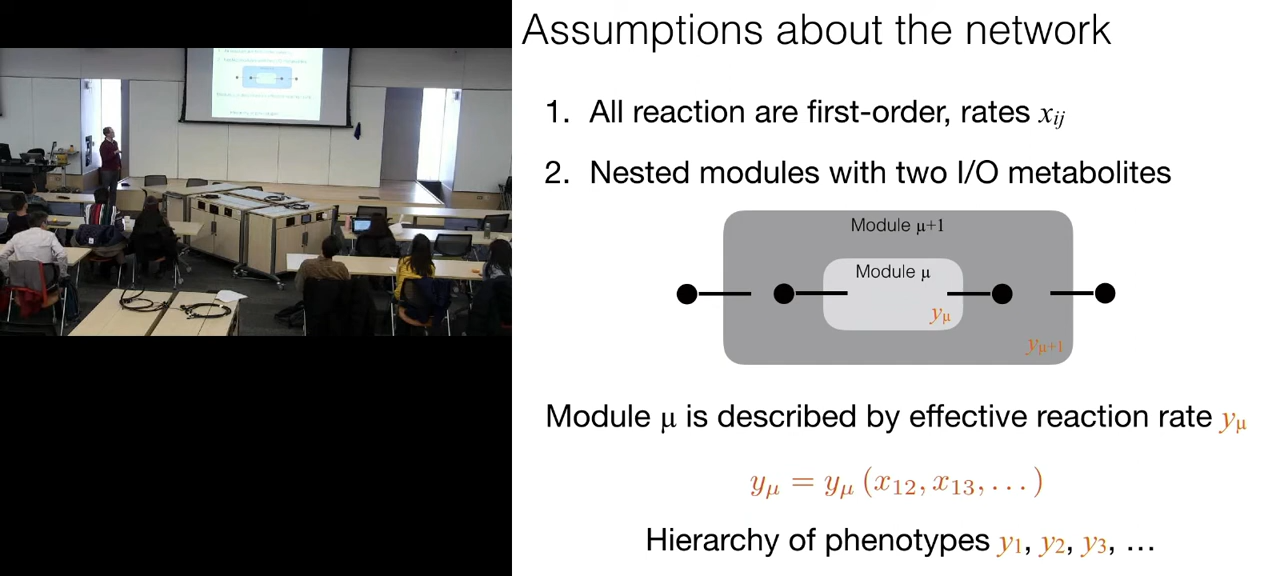 Assumptions about the network
1. All reaction are first-order, rates xij
2. Nested modules with two I/O metabolites
Module μ+1
Module μ
yμ
yμ+1
Module μ is described by effective reaction rate yμ
yμ = yμ (x12, x13, . . . )
Hierarchy of phenotypes y1, y2, y3, …